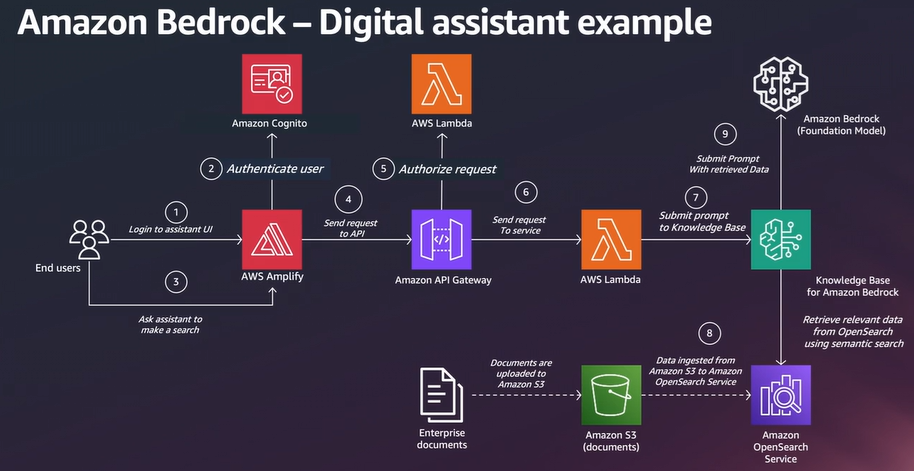 Amazon Bedrock – Digital assistant example
Amazon Cognito
AWS Lambda
Amazon Bedrock
(Foundation Model)
2
Authenticate user
5
Authorize request
9
Submit Prompt
With retrieved Data
1
Login to assistant UI
4
Send request
to API
6
Send request
To service
7
Submit prompt
to Knowledge Base
End users
AWS Amplify
Amazon API Gateway
AWS Lambda
Knowledge Base
for Amazon Bedrock
3
Ask assistant to
make a search
Retrieve relevant data
from OpenSearch
using semantic search
8
Documents are
uploaded to
Amazon S3
Data ingested from
Amazon S3 to Amazon
OpenSearch Service
Enterprise
documents
Amazon S3
(documents)
Amazon
OpenSearch
Service